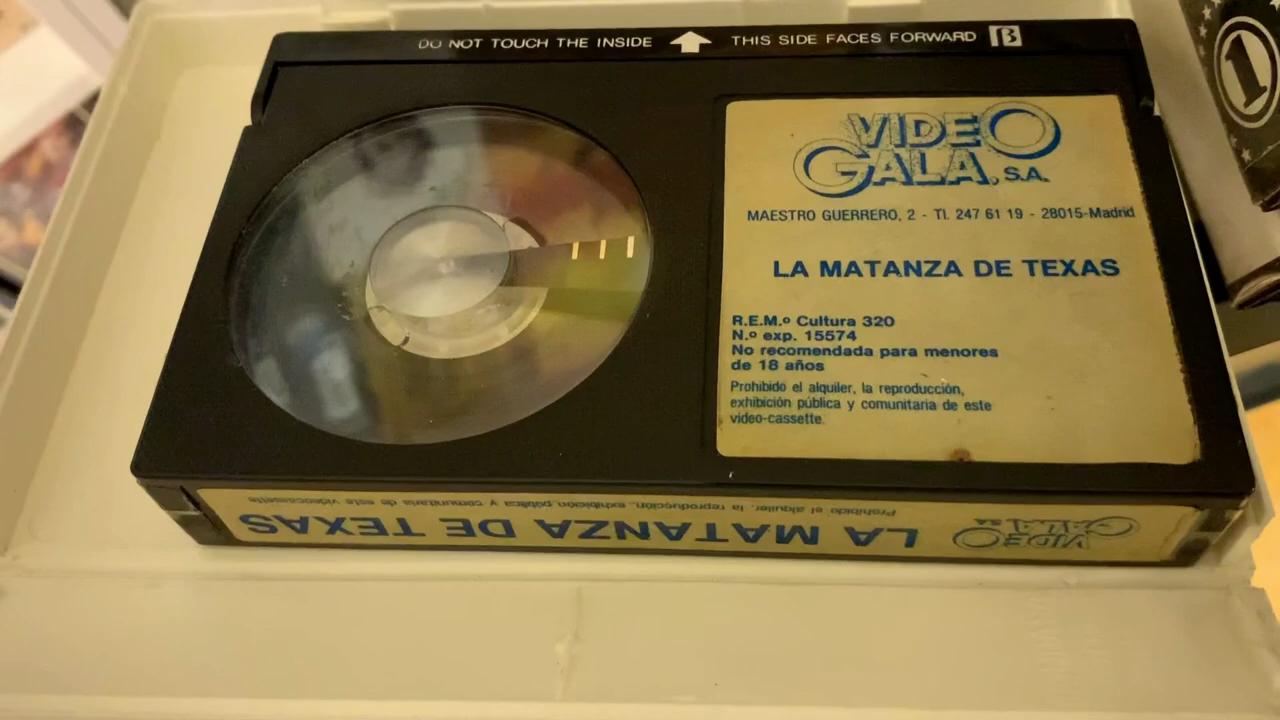 DO NOT TOUCH THE INSIDE THIS SIDE FACES FORWARD β
1
VIDEO
GALA, S.A.
MAESTRO GUERRERO, 2 - Tl. 247 61 19 - 28015-Madrid
LA MATANZA DE TEXAS
R.E.M.º Cultura 320
N.º exp. 15574
No recomendada para menores
de 18 años
Prohibido el alquiler, la reproducción,
exhibición pública y comunitaria de este
video-cassette.
VIDEO
GALA, S.A.
LA MATANZA DE TEXAS
Prohibido el alquiler, la reproducción, exhibición pública y comunitaria de este videocassette